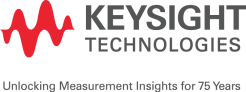 KEYSIGHT
TECHNOLOGIES
Unlocking Measurement Insights for 75 Years